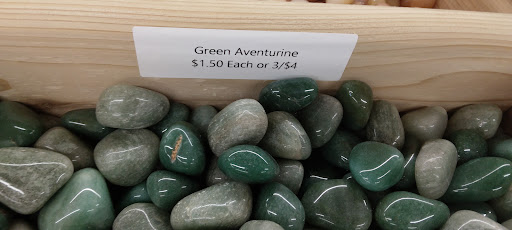 Green Aventurine
$1.50 Each or 3/$4